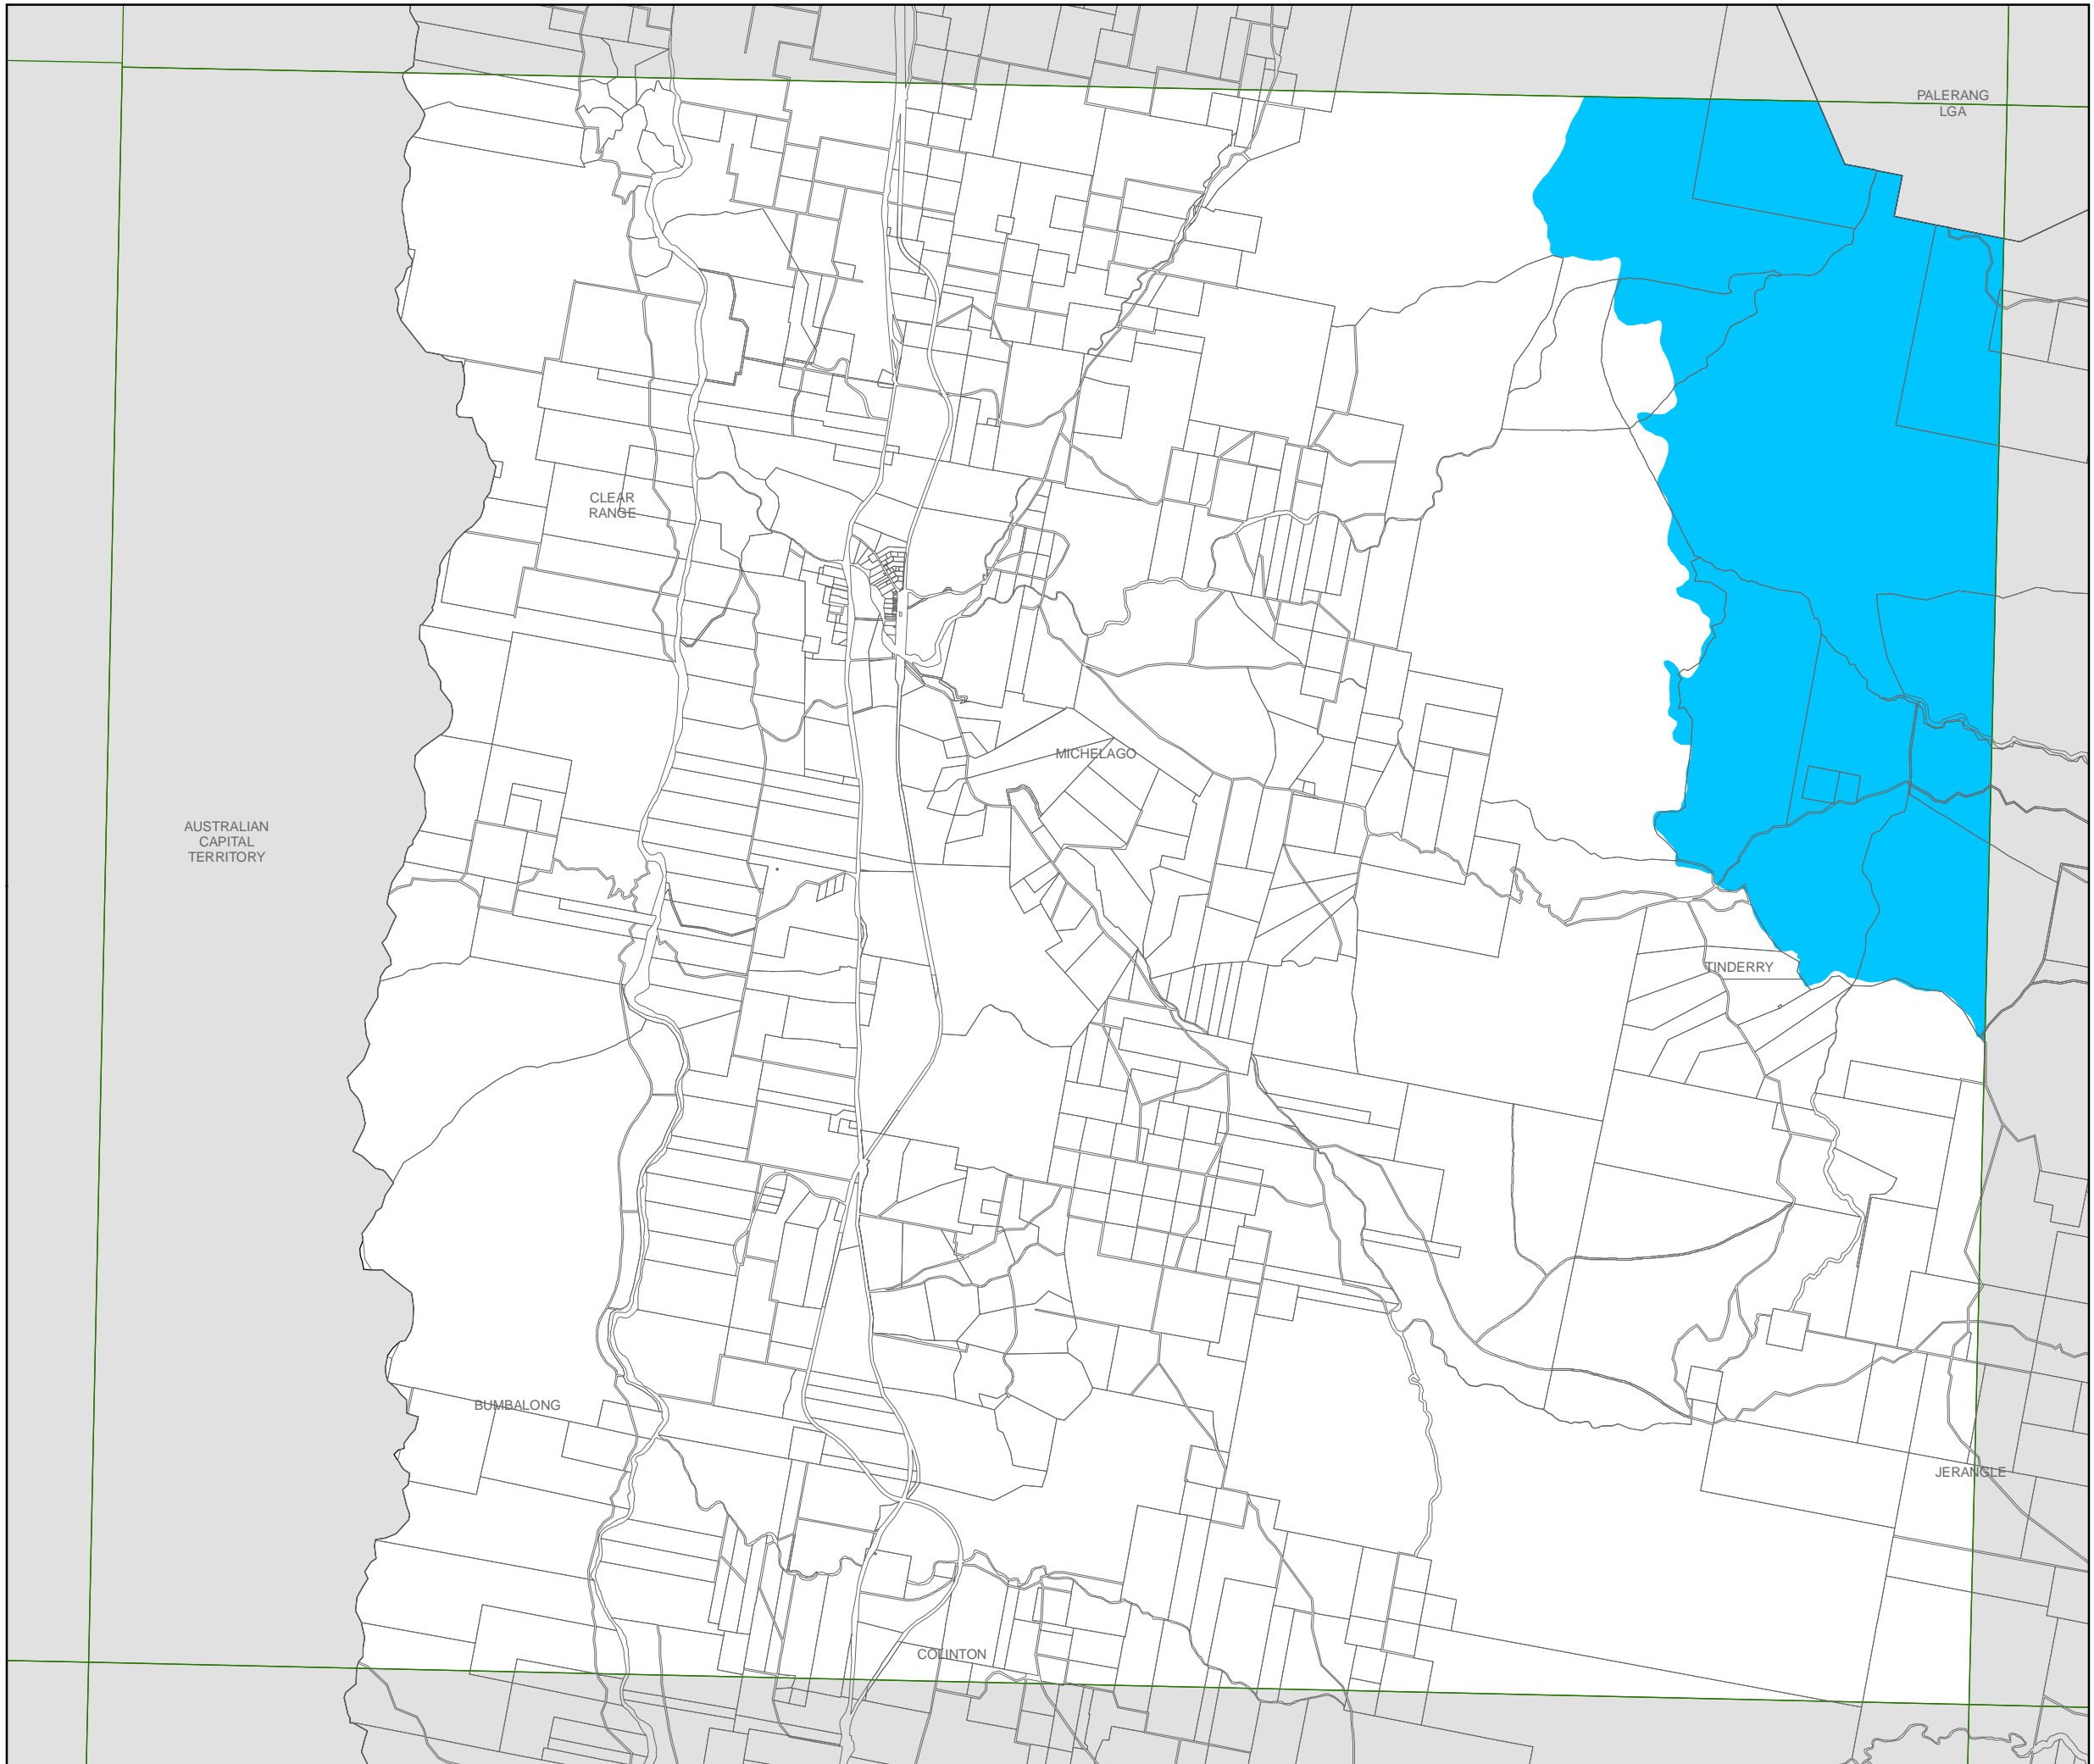 PALERANG
LGA
CLEAR
RANGE
MICHELAGO
AUSTRALIAN
CAPITAL
TERRITORY
TINDERRY
BUMBALONG
JERANGLE
COLINTON